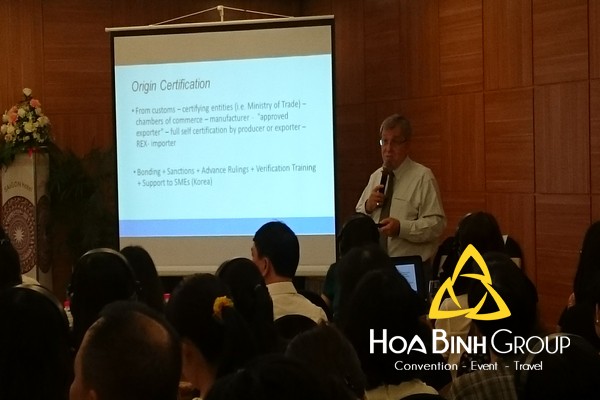 Origin Certification
• From customs – certifying entities (i.e. Ministry of Trade) –
chambers of commerce – manufacturer - "approved
exporter" – full self certification by producer or exporter –
REX- importer
• Bonding + Sanctions + Advance Rulings + Verification Training
+ Support to SMEs (Korea)
HOA BINH GROUP
Convention - Event - Travel